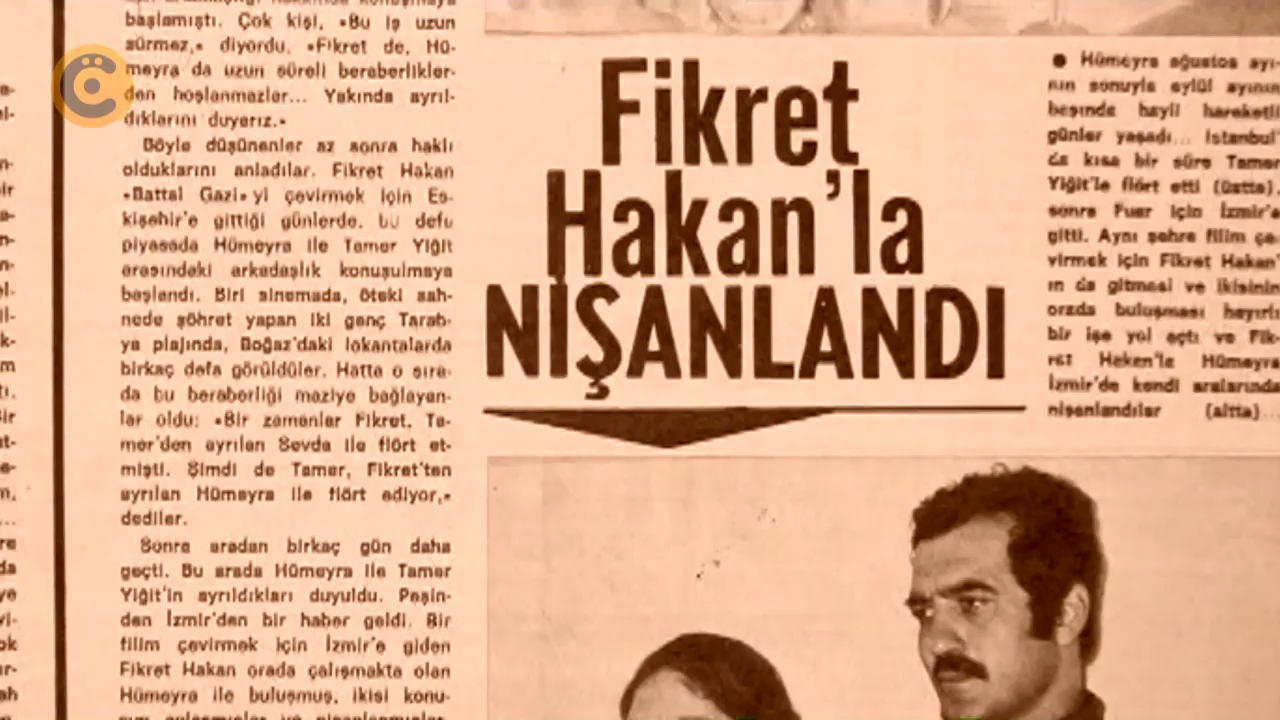 başlamıştı. Çok kişi, «Bu iş uzun
sürmez,» diyordu. «Fikret de, Hü-
meyra da uzun süreli beraberlikler-
den hoşlanmazlar... Yakında ayrıl-
dıklarını duyarız.»
Böyle düşünenler az sonra haklı
olduklarını anladılar. Fikret Hakan
«Battal Gazi»yi çevirmek için Es-
kişehir'e gittiği günlerde, bu defa
piyasada Hümeyra ile Tamer Yiğit
arasındaki arkadaşlık konuşulmaya
başlandı. Biri sinemada, öteki sah-
nede şöhret yapan iki genç Tarab-
ya plajında, Boğaz'daki lokantalarda
birkaç defa görüldüler. Hatta o sıra-
da bu beraberliği maziye bağlayan-
lar oldu: «Bir zamanlar Fikret, Ta-
mer'den ayrılan Sevda ile flört et-
mişti. Şimdi de Tamer, Fikret'ten
ayrılan Hümeyra ile flört ediyor,»
dediler.
Sonra aradan birkaç gün daha
geçti. Bu arada Hümeyra ile Tamer
Yiğit'in ayrıldıkları duyuldu. Peşin-
den İzmir'den bir haber geldi. Bir
filim çevirmek için İzmir'e giden
Fikret Hakan orada çalışmakta olan
Hümeyra ile buluşmuş, ikisi konu-
Fikret
Hakan'la
NİŞANLANDI
● Hümeyra ağustos ayı-
nın sonuyla eylül ayının
beşinde hayli hareketli
günler yaşadı... İstanbul'
da kısa bir süre Tamer
Yiğit'le flört etti (üstte),
sonra Fuar için İzmir'e
gitti. Aynı şehre filim çe-
virmek için Fikret Hakan'
ın da gitmesi ve ikisinin
orada buluşması hayırlı
bir işe yol açtı ve Fik-
ret Hakan'le Hümeyra
İzmir'de kendi aralarında
nişanlandılar (altta)...